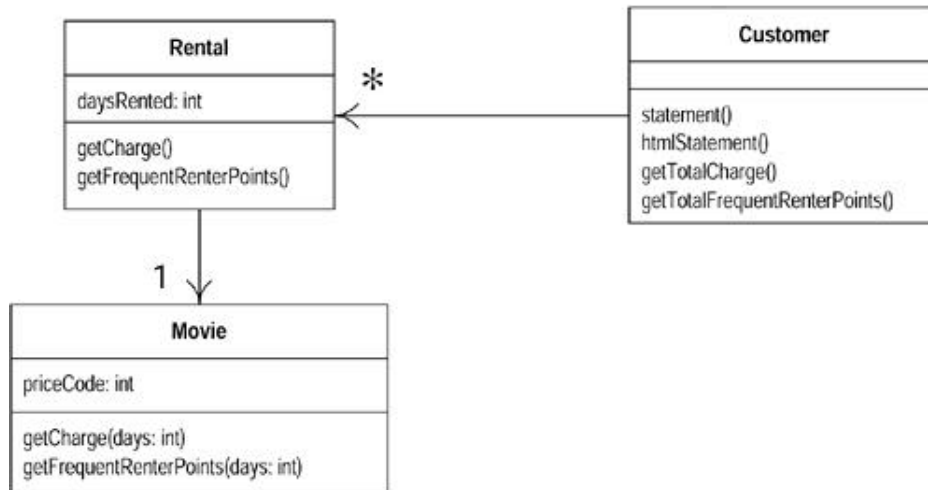 Rental
daysRented: int
getCharge()
getFrequentRenterPoints()
*
Customer
statement()
htmlStatement()
getTotalCharge()
getTotalFrequentRenterPoints()
1
Movie
priceCode: int
getCharge(days: int)
getFrequentRenterPoints(days: int)